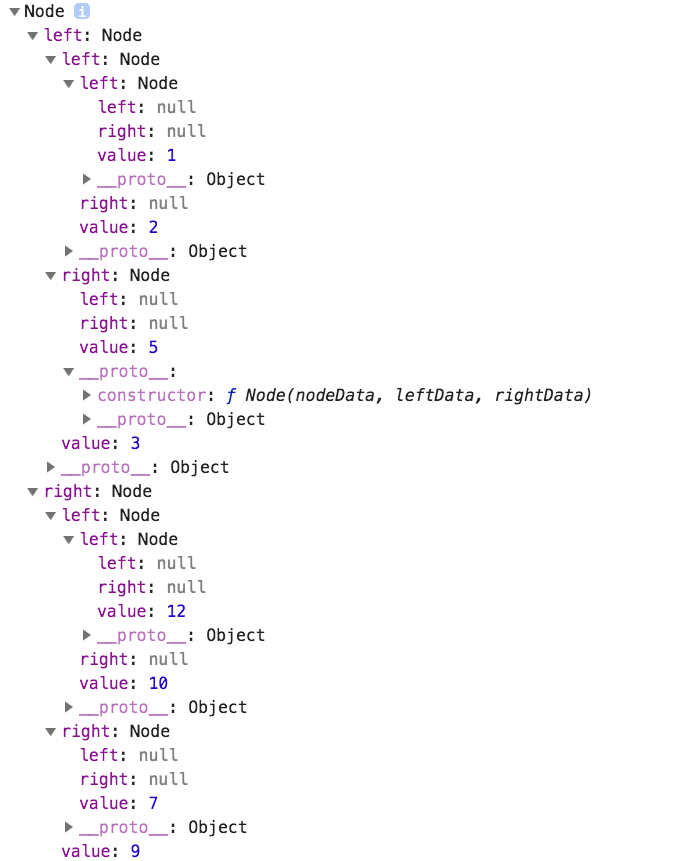 Node i
left: Node
left: Node
left: Node
left: null
right: null
value: 1
__proto__: Object
right: null
value: 2
__proto__: Object
right: Node
left: null
right: null
value: 5
__proto__:
constructor: ƒ Node(nodeData, leftData, rightData)
__proto__: Object
value: 3
__proto__: Object
right: Node
left: Node
left: Node
left: null
right: null
value: 12
__proto__: Object
right: null
value: 10
__proto__: Object
right: Node
left: null
right: null
value: 7
__proto__: Object
value: 9